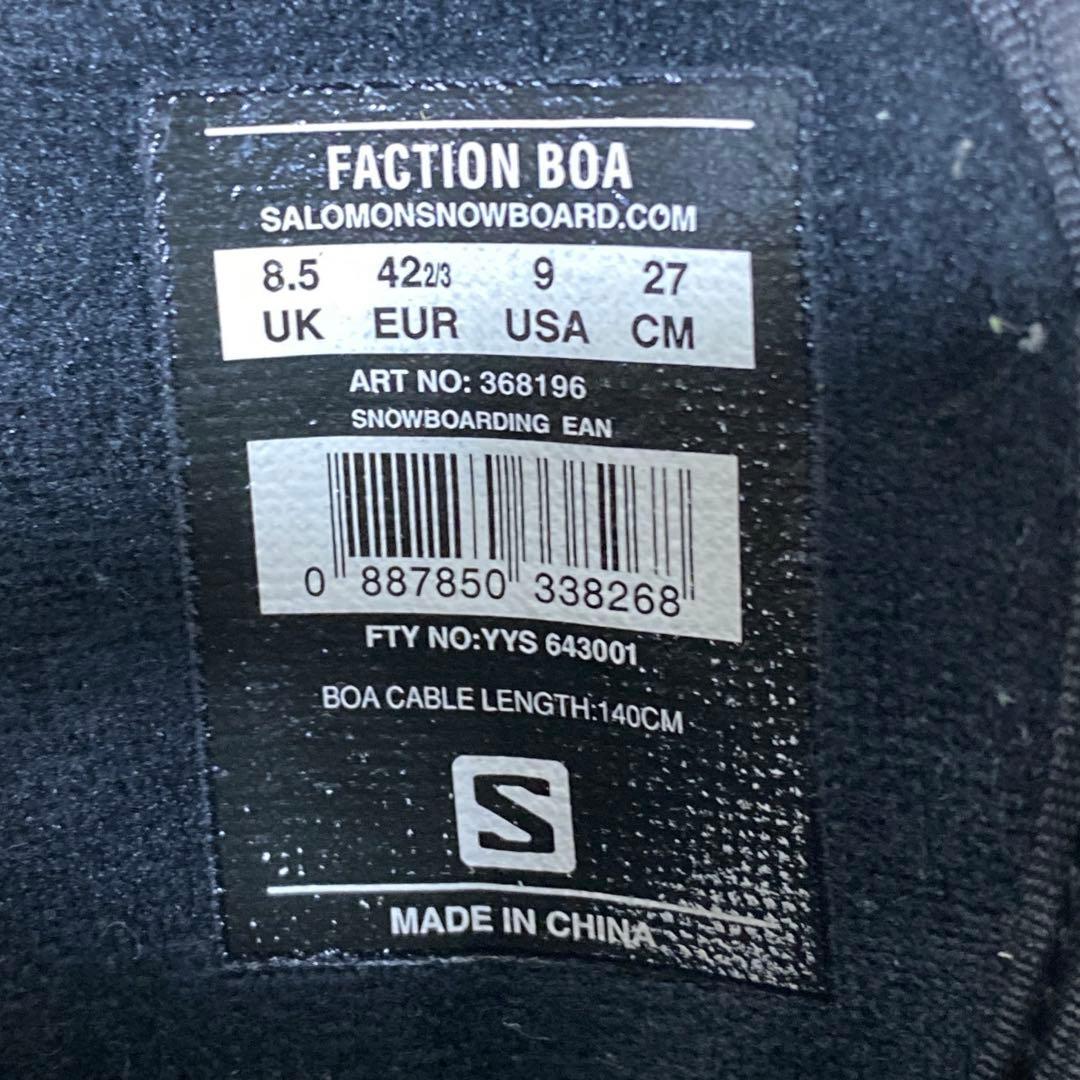 FACTION BOA
SALOMONSNOWBOARD.COM
8.5 42 2/3 9 27
UK EUR USA CM
ART NO: 368196
SNOWBOARDING EAN
0 887850 338268
FTY NO:YYS 643001
BOA CABLE LENGTH:140CM
S
MADE IN CHINA